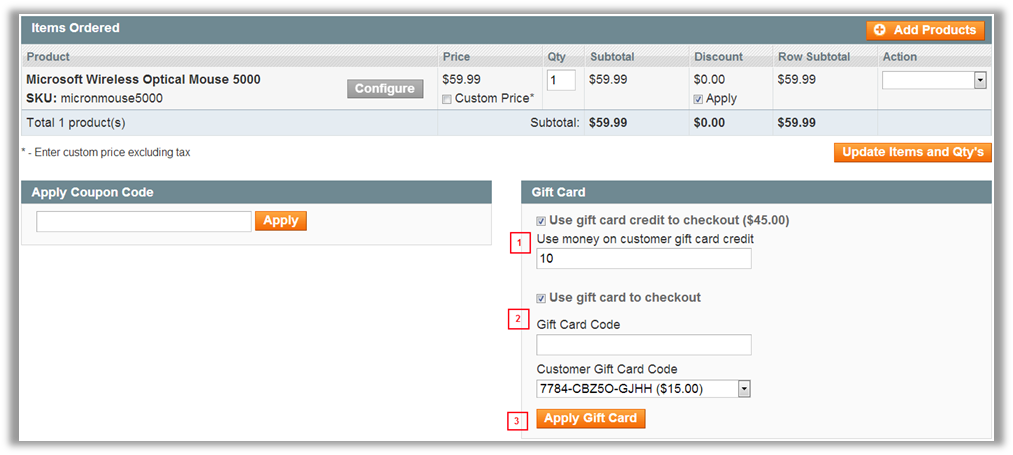 Items Ordered
Add Products
Product Price Qty Subtotal Discount Row Subtotal Action
Microsoft Wireless Optical Mouse 5000 $59.99 1 $59.99 $0.00 $59.99
SKU: micronmouse5000 Configure Custom Price* Apply
Total 1 product(s) Subtotal: $59.99 $0.00 $59.99
* - Enter custom price excluding tax
Update Items and Qty's
Apply Coupon Code
Apply
Gift Card
Use gift card credit to checkout ($45.00)
1 Use money on customer gift card credit
10
Use gift card to checkout
2 Gift Card Code
Customer Gift Card Code
7784-CBZ5O-GJHH ($15.00)
3 Apply Gift Card